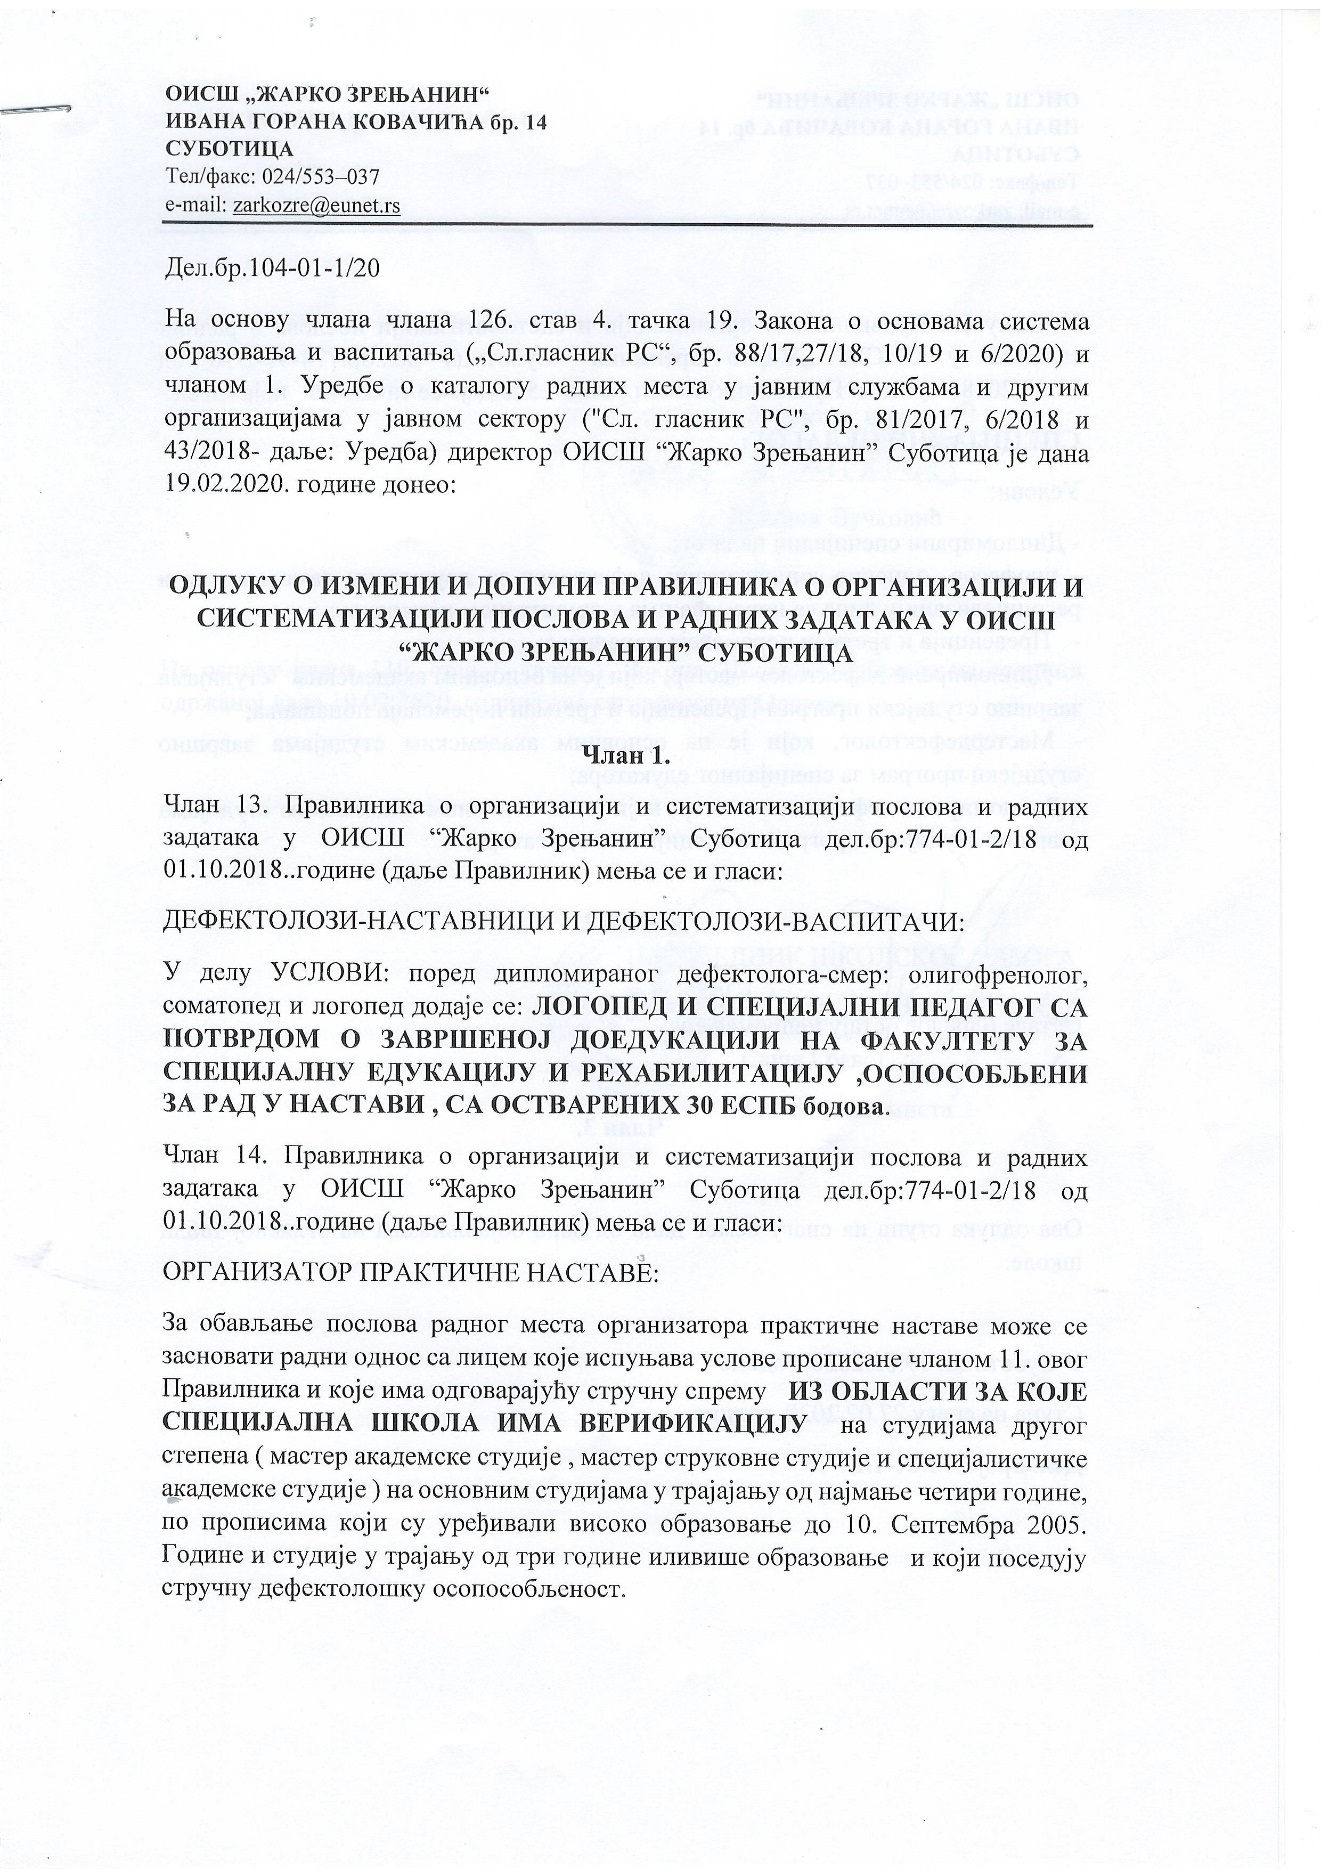 ОИСШ „ЖАРКО ЗРЕЊАНИН“
ИВАНА ГОРАНА КОВАЧИЋА бр. 14
СУБОТИЦА
Тел/факс: 024/553–037
e-mail: zarkozre@eunet.rs
Дел.бр.104-01-1/20
На основу члана члана 126. став 4. тачка 19. Закона о основама система
образовања и васпитања („Сл.гласник РС“, бр. 88/17,27/18, 10/19 и 6/2020) и
чланом 1. Уредбе о каталогу радних места у јавним службама и другим
организацијама у јавном сектору ("Сл. гласник РС", бр. 81/2017, 6/2018 и
43/2018- даље: Уредба) директор ОИСШ “Жарко Зрењанин” Суботица је дана
19.02.2020. године донео:
ОДЛУКУ О ИЗМЕНИ И ДОПУНИ ПРАВИЛНИКА О ОРГАНИЗАЦИЈИ И
СИСТЕМАТИЗАЦИЈИ ПОСЛОВА И РАДНИХ ЗАДАТАКА У ОИСШ
“ЖАРКО ЗРЕЊАНИН” СУБОТИЦА
Члан 1.
Члан 13. Правилника о организацији и систематизацији послова и радних
задатака у ОИСШ “Жарко Зрењанин” Суботица дел.бр:774-01-2/18 од
01.10.2018..године (даље Правилник) мења се и гласи:
ДЕФЕКТОЛОЗИ-НАСТАВНИЦИ И ДЕФЕКТОЛОЗИ-ВАСПИТАЧИ:
У делу УСЛОВИ: поред дипломираног дефектолога-смер: олигофренолог,
соматопед и логопед додаје се: ЛОГОПЕД И СПЕЦИЈАЛНИ ПЕДАГОГ СА
ПОТВРДОМ О ЗАВРШЕНОЈ ДОЕДУКАЦИЈИ НА ФАКУЛТЕТУ ЗА
СПЕЦИЈАЛНУ ЕДУКАЦИЈУ И РЕХАБИЛИТАЦИЈУ ,ОСПОСОБЉЕНИ
ЗА РАД У НАСТАВИ , СА ОСТВАРЕНИХ 30 ЕСПБ бодова.
Члан 14. Правилника о организацији и систематизацији послова и радних
задатака у ОИСШ “Жарко Зрењанин” Суботица дел.бр:774-01-2/18 од
01.10.2018..године (даље Правилник) мења се и гласи:
ОРГАНИЗАТОР ПРАКТИЧНЕ НАСТАВЕ:
За обављање послова радног места организатора практичне наставе може се
засновати радни однос са лицем које испуњава услове прописане чланом 11. овог
Правилника и које има одговарајућу стручну спрему ИЗ ОБЛАСТИ ЗА КОЈЕ
СПЕЦИЈАЛНА ШКОЛА ИМА ВЕРИФИКАЦИЈУ на студијама другог
степена ( мастер академске студије , мастер струковне студије и специјалистичке
академске студије ) на основним студијама у трајајању од најмање четири године,
по прописима који су уређивали високо образовање до 10. Септембра 2005.
Године и студије у трајању од три године иливише образовање и који поседују
стручну дефектолошку осопособљеност.